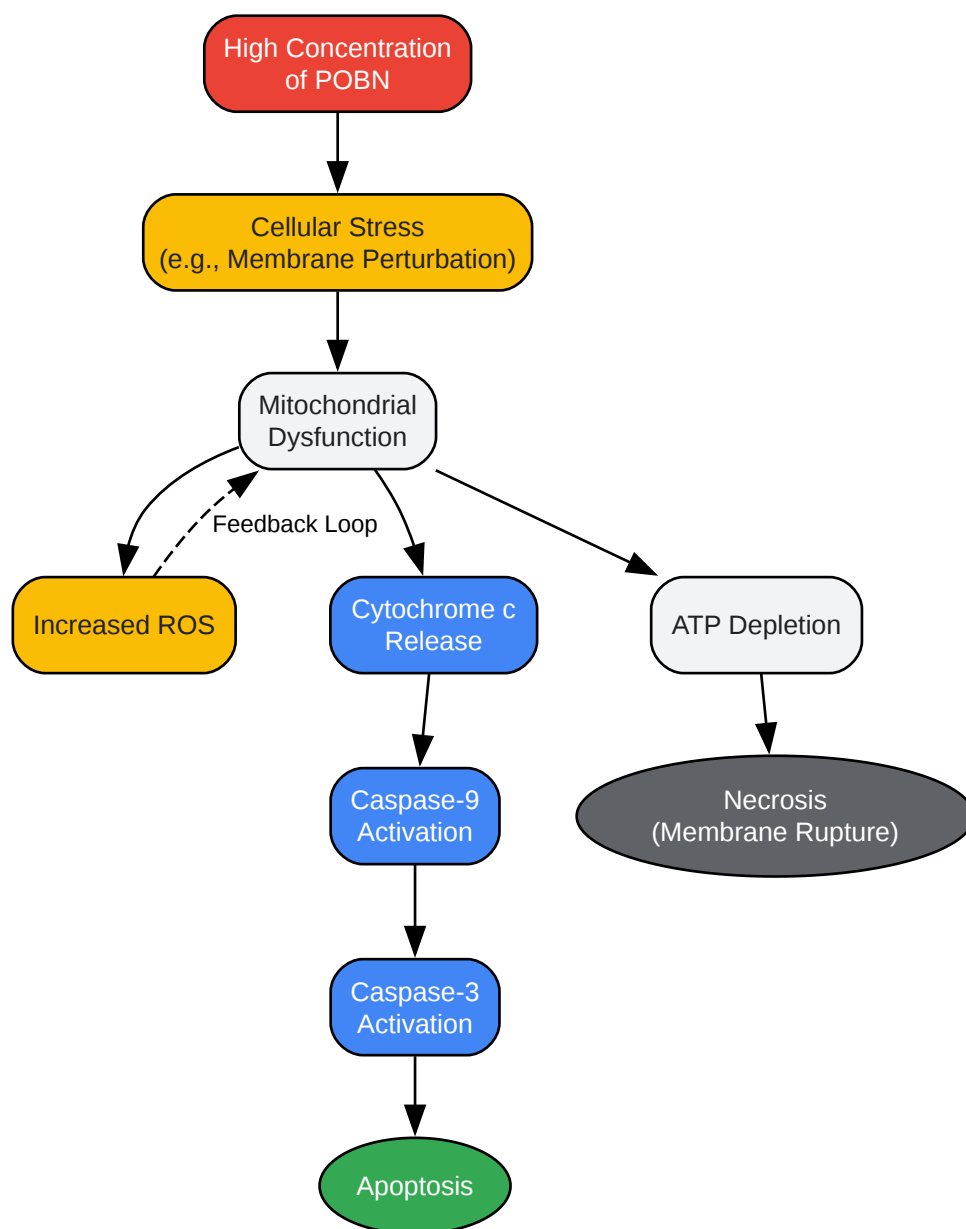 High Concentration
of POBN
Cellular Stress
(e.g., Membrane Perturbation)
Mitochondrial
Dysfunction
Feedback Loop
Increased ROS
Cytochrome c
Release
ATP Depletion
Caspase-9
Activation
Necrosis
(Membrane Rupture)
Caspase-3
Activation
Apoptosis